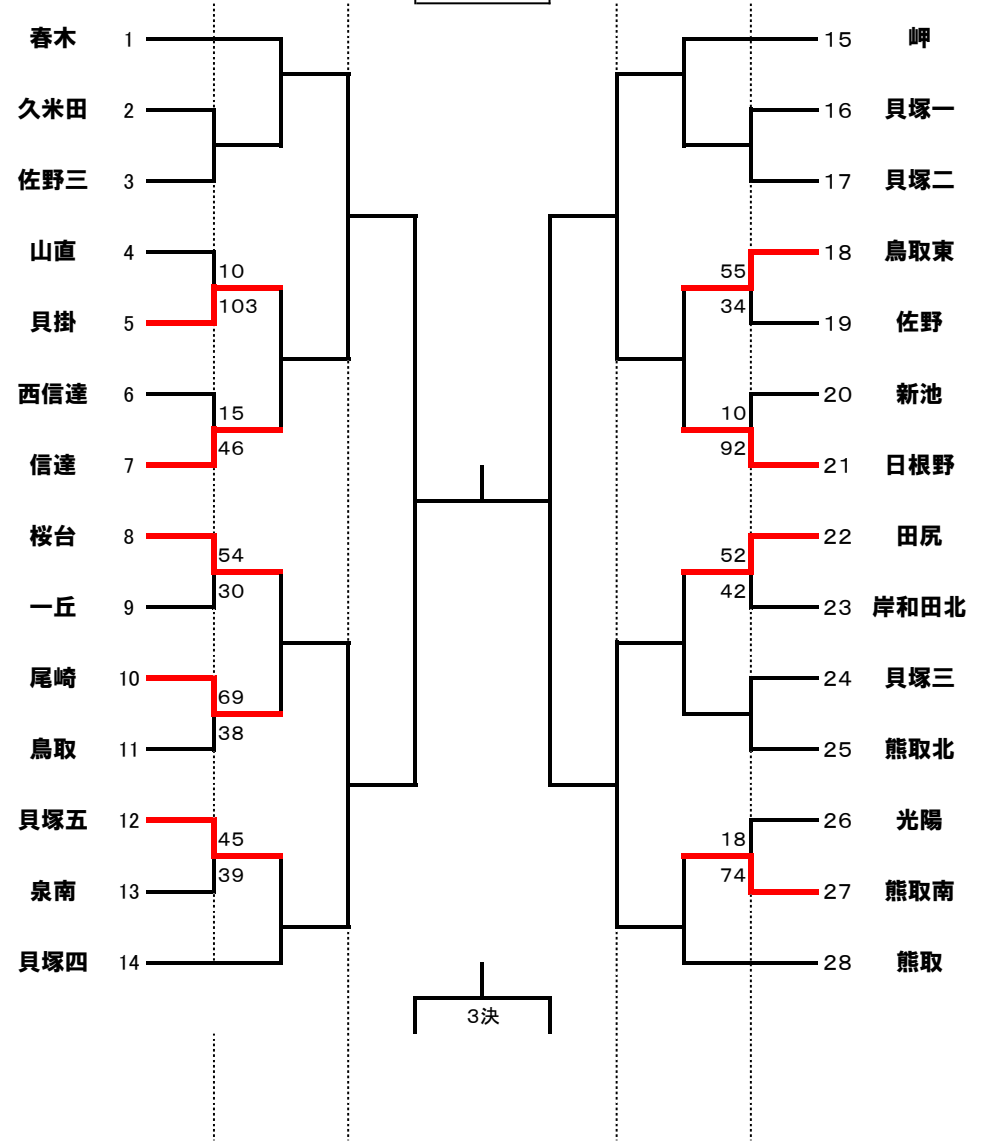 春木 1
久米田 2
佐野三 3
山直 4
10
103
貝掛 5
西信達 6
15
46
信達 7
桜台 8
54
30
一丘 9
尾崎 10
69
38
鳥取 11
貝塚五 12
45
39
泉南 13
貝塚四 14
15 岬
16 貝塚一
17 貝塚二
18 鳥取東
55
34
19 佐野
20 新池
10
92
21 日根野
22 田尻
52
42
23 岸和田北
24 貝塚三
25 熊取北
26 光陽
18
74
27 熊取南
28 熊取
3決